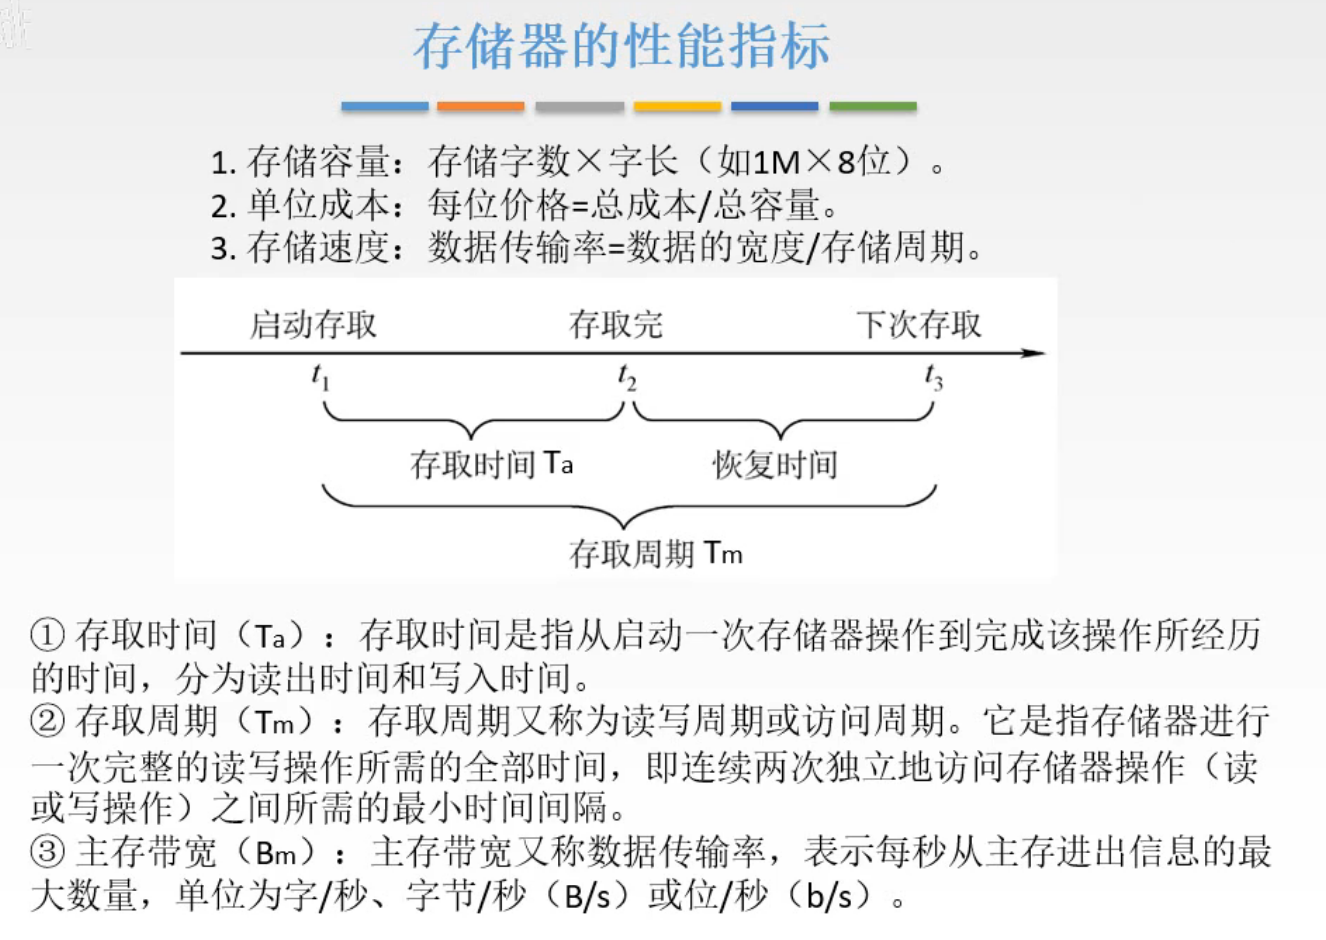 存储器的性能指标
1. 存储容量：存储字数×字长（如1M×8位）。
2. 单位成本：每位价格=总成本/总容量。
3. 存储速度：数据传输率=数据的宽度/存储周期。
启动存取 存取完 下次存取
t1 t2 t3
存取时间 Ta 恢复时间
存取周期 Tm
① 存取时间（Ta）：存取时间是指从启动一次存储器操作到完成该操作所经历
的时间，分为读出时间和写入时间。
② 存取周期（Tm）：存取周期又称为读写周期或访问周期。它是指存储器进行
一次完整的读写操作所需的全部时间，即连续两次独立地访问存储器操作（读
或写操作）之间所需的最小时间间隔。
③ 主存带宽（Bm）：主存带宽又称数据传输率，表示每秒从主存进出信息的最
大数量，单位为字/秒、字节/秒（B/s）或位/秒（b/s）。